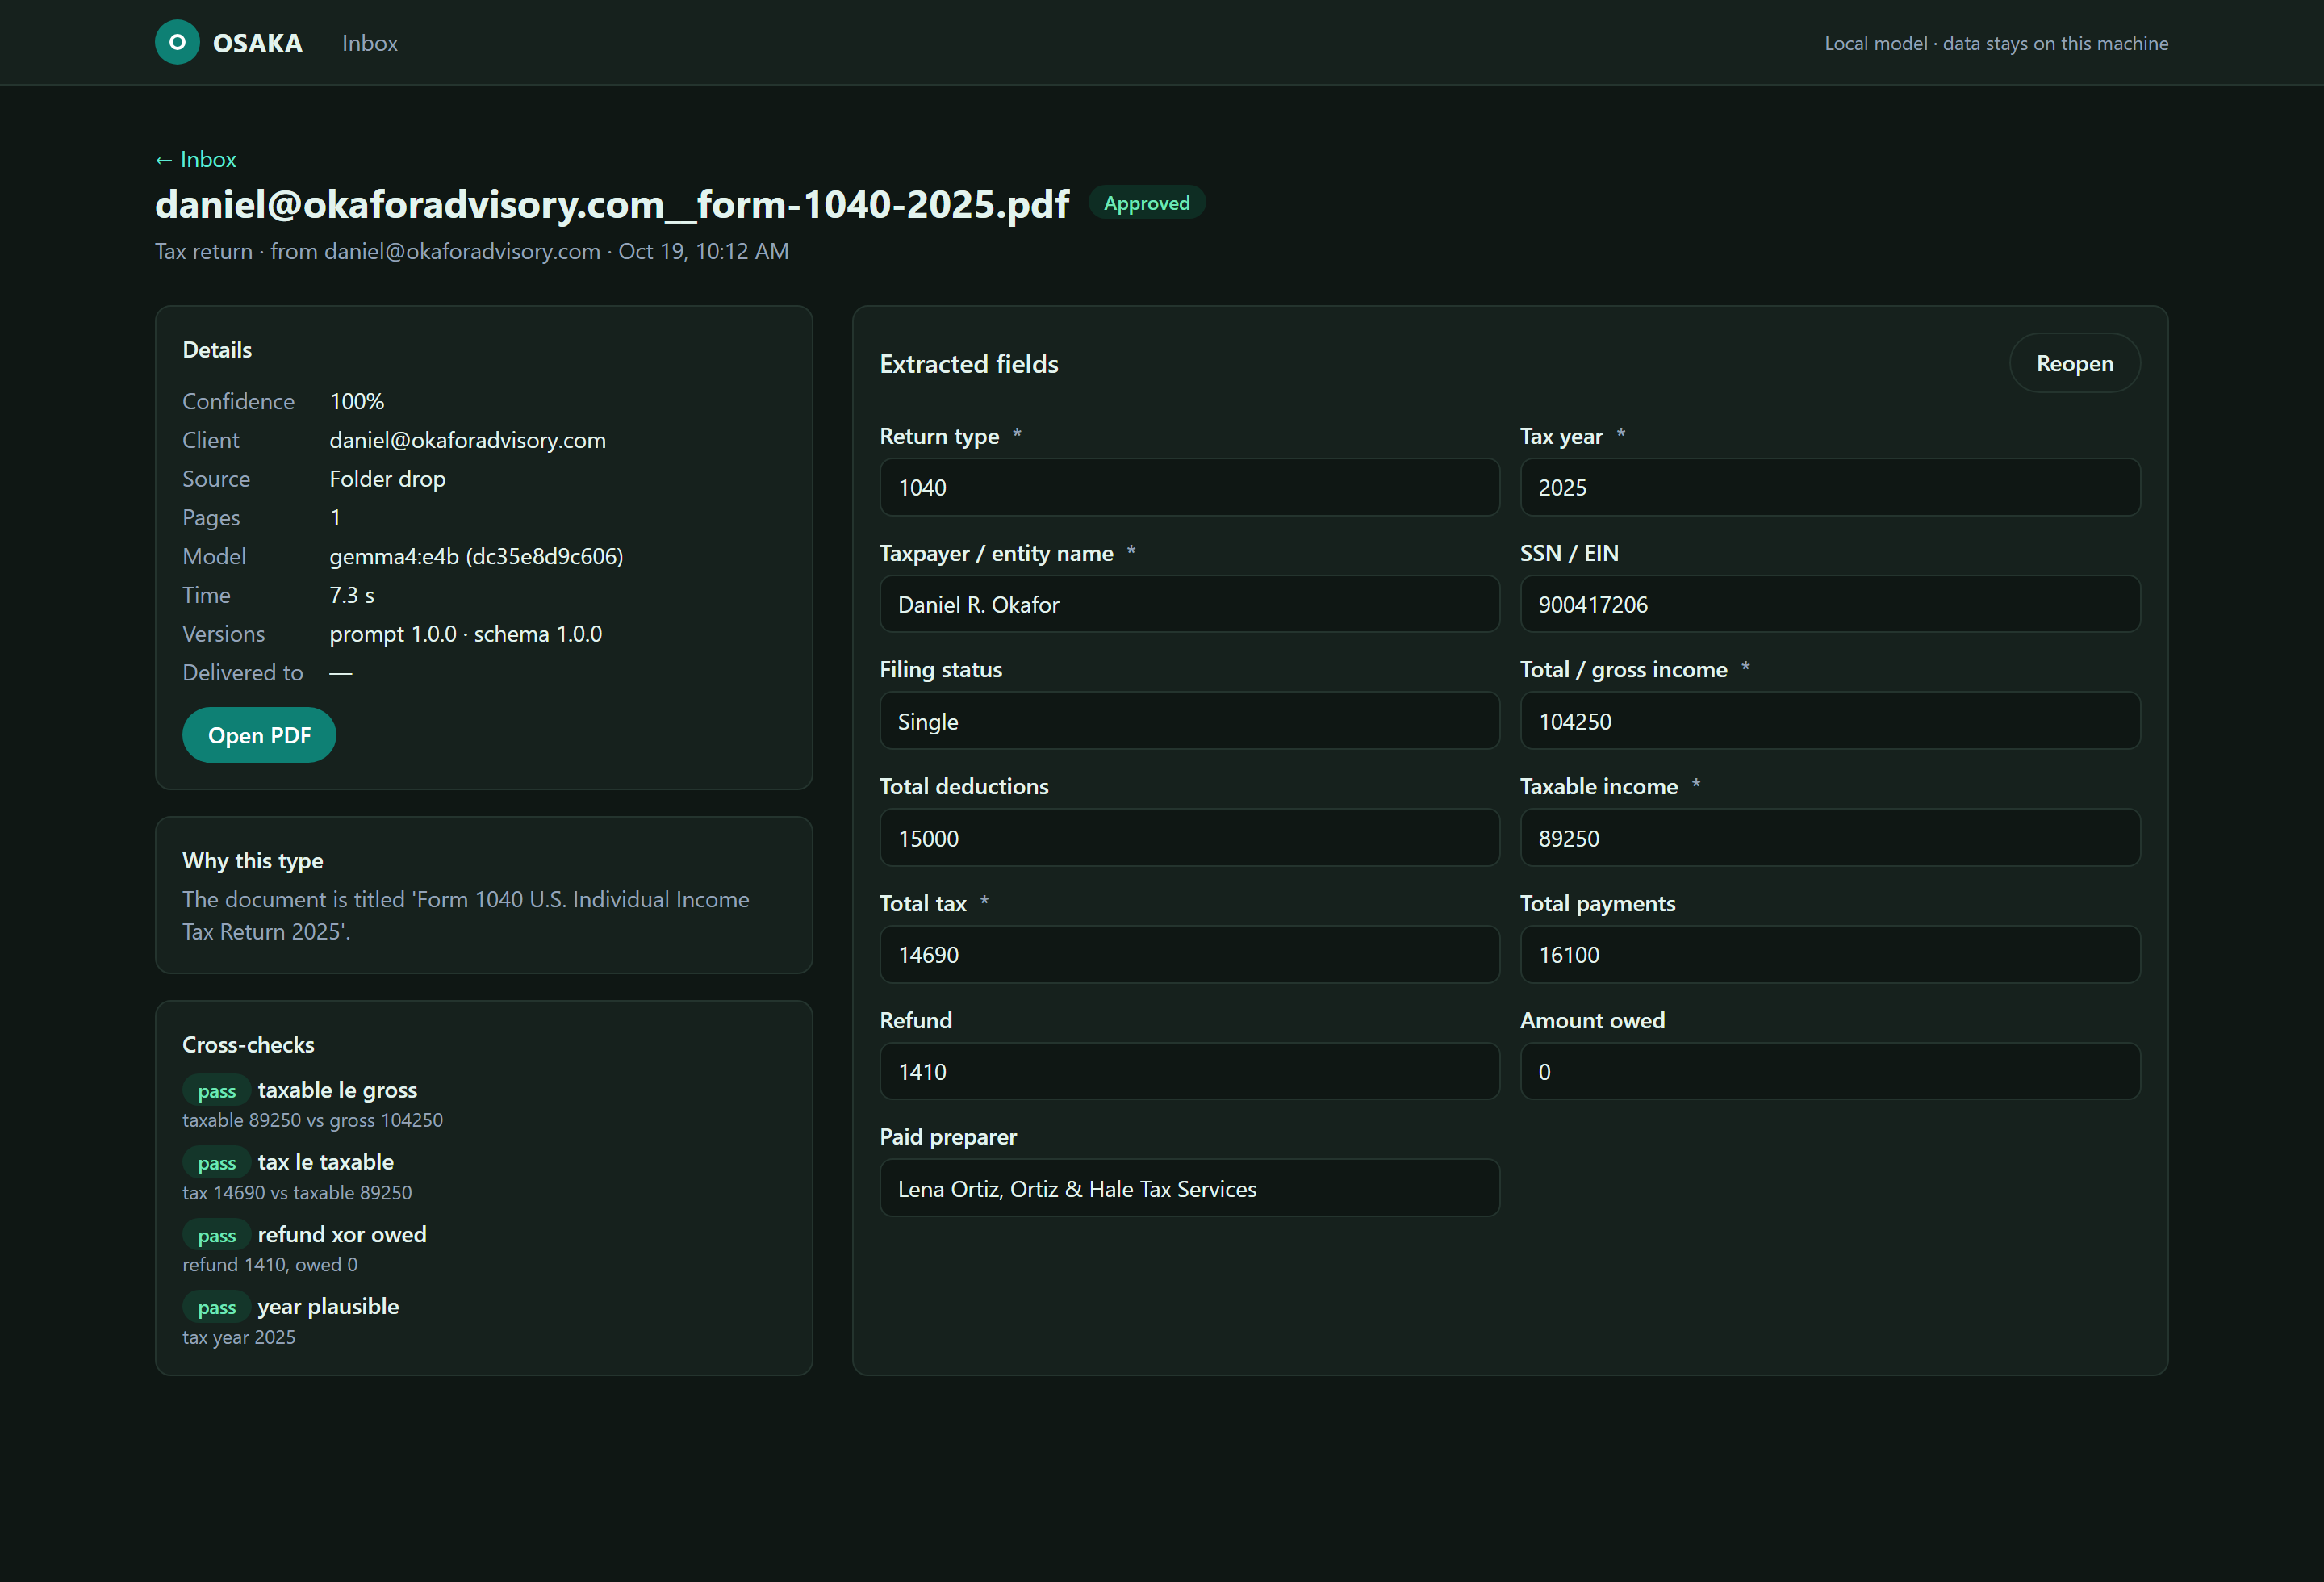 OSAKA
Inbox
Local model · data stays on this machine
← Inbox
daniel@okaforadvisory.com__form-1040-2025.pdf
Approved
Tax return · from daniel@okaforadvisory.com · Oct 19, 10:12 AM
Details
Confidence 100%
Client daniel@okaforadvisory.com
Source Folder drop
Pages 1
Model gemma4:e4b (dc35e8d9c606)
Time 7.3 s
Versions prompt 1.0.0 · schema 1.0.0
Delivered to —
Open PDF
Why this type
The document is titled 'Form 1040 U.S. Individual Income
Tax Return 2025'.
Cross-checks
pass taxable le gross
taxable 89250 vs gross 104250
pass tax le taxable
tax 14690 vs taxable 89250
pass refund xor owed
refund 1410, owed 0
pass year plausible
tax year 2025
Extracted fields
Reopen
Return type *
1040
Tax year *
2025
Taxpayer / entity name *
Daniel R. Okafor
SSN / EIN
900417206
Filing status
Single
Total / gross income *
104250
Total deductions
15000
Taxable income *
89250
Total tax *
14690
Total payments
16100
Refund
1410
Amount owed
0
Paid preparer
Lena Ortiz, Ortiz & Hale Tax Services